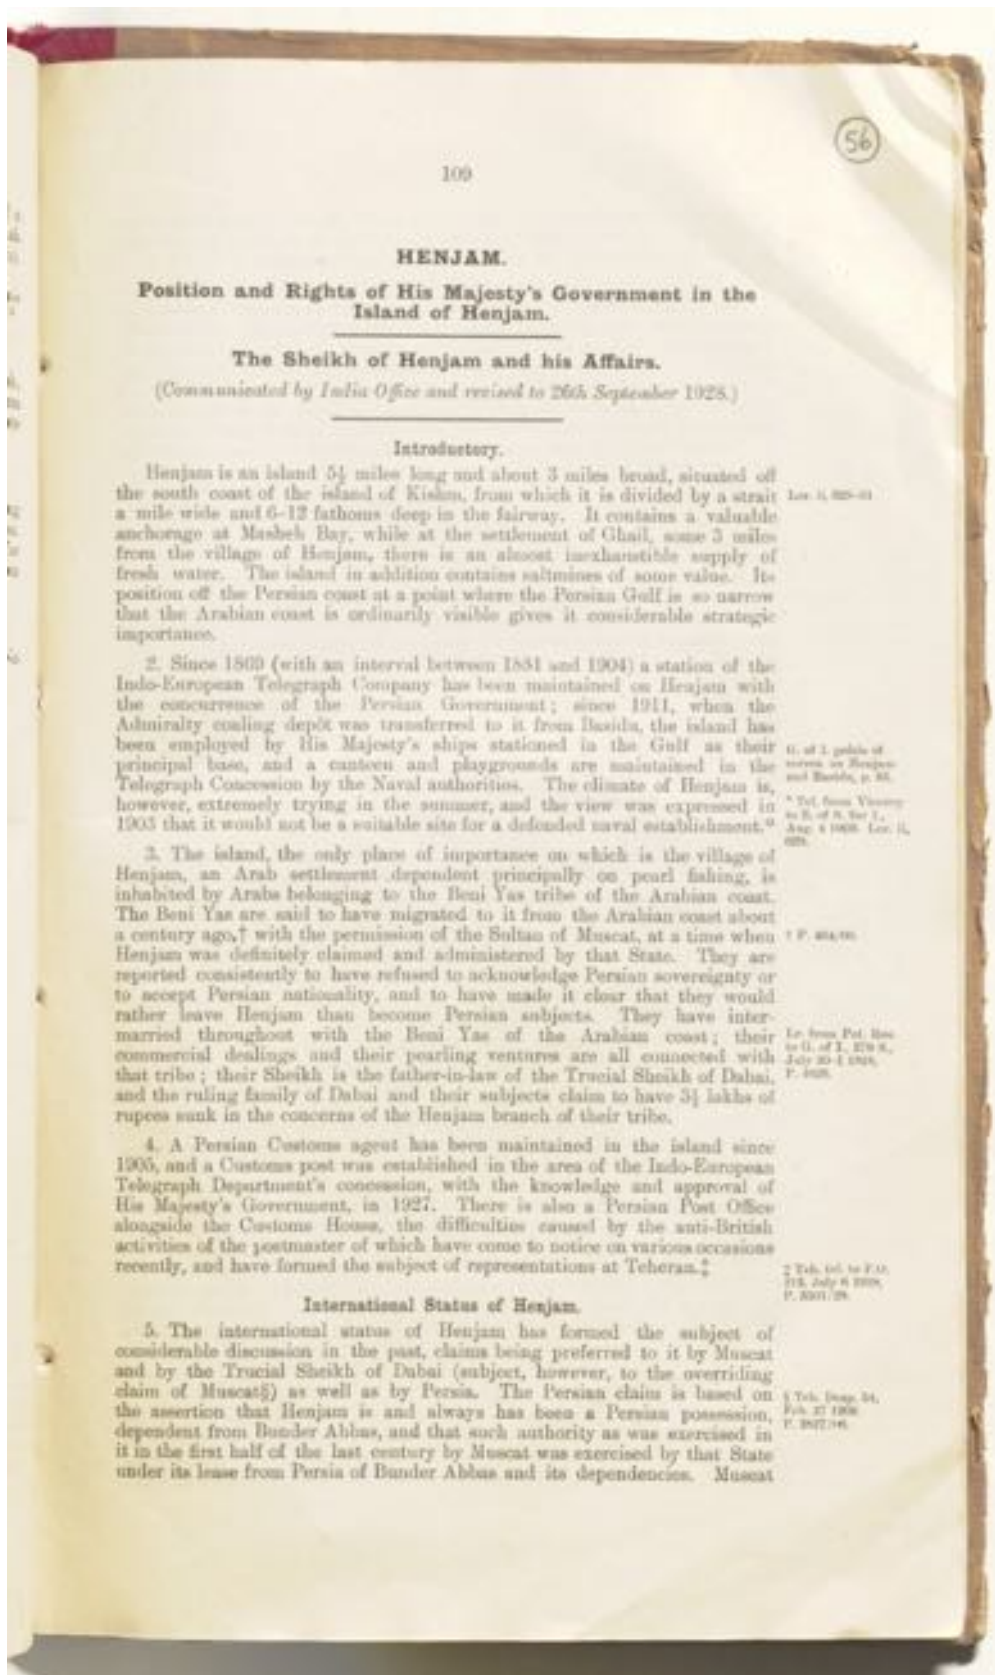 56
109
HENJAM.
Position and Rights of His Majesty's Government in the
Island of Henjam.
The Sheikh of Henjam and his Affairs.
(Communicated by India Office and revised to 26th September 1928.)
Introductory.
Henjam is an island 5½ miles long and about 3 miles broad, situated off
the south coast of the island of Kishm, from which it is divided by a strait
a mile wide and 6-12 fathoms deep in the fairway. It contains a valuable
anchorage at Masheh Bay, while at the settlement of Ghail, some 3 miles
from the village of Henjam, there is an almost inexhaustible supply of
fresh water. The island in addition contains saltmines of some value. Its
position off the Persian coast at a point where the Persian Gulf is so narrow
that the Arabian coast is ordinarily visible gives it considerable strategic
importance.
2. Since 1869 (with an interval between 1881 and 1904) a station of the
Indo-European Telegraph Company has been maintained on Henjam with
the concurrence of the Persian Government; since 1911, when the
Admiralty coaling depôt was transferred to it from Basidu, the island has
been employed by His Majesty's ships stationed in the Gulf as their
principal base, and a canteen and playgrounds are maintained in the
Telegraph Concession by the Naval authorities. The climate of Henjam is,
however, extremely trying in the summer, and the view was expressed in
1903 that it would not be a suitable site for a defended naval establishment.*
3. The island, the only place of importance on which is the village of
Henjam, an Arab settlement dependent principally on pearl fishing, is
inhabited by Arabs belonging to the Beni Yas tribe of the Arabian coast.
The Beni Yas are said to have migrated to it from the Arabian coast about
a century ago,† with the permission of the Sultan of Muscat, at a time when
Henjam was definitely claimed and administered by that State. They are
reported consistently to have refused to acknowledge Persian sovereignty or
to accept Persian nationality, and to have made it clear that they would
rather leave Henjam than become Persian subjects. They have inter-
married throughout with the Beni Yas of the Arabian coast; their
commercial dealings and their pearling ventures are all connected with
that tribe; their Sheikh is the father-in-law of the Trucial Sheikh of Dabai,
and the ruling family of Dabai and their subjects claim to have 3½ lakhs of
rupees sunk in the concerns of the Henjam branch of their tribe.
4. A Persian Customs agent has been maintained in the island since
1905, and a Customs post was established in the area of the Indo-European
Telegraph Department's concession, with the knowledge and approval of
His Majesty's Government, in 1927. There is also a Persian Post Office
alongside the Customs House, the difficulties caused by the anti-British
activities of the postmaster of which have come to notice on various occasions
recently, and have formed the subject of representations at Teheran.‡
International Status of Henjam.
5. The international status of Henjam has formed the subject of
considerable discussion in the past, claims being preferred to it by Muscat
and by the Trucial Sheikh of Dabai (subject, however, to the overriding
claim of Muscat§) as well as by Persia. The Persian claim is based on
the assertion that Henjam is and always has been a Persian possession,
dependent from Bunder Abbas, and that such authority as was exercised in
it in the first half of the last century by Muscat was exercised by that State
under its lease from Persia of Bunder Abbas and its dependencies. Muscat